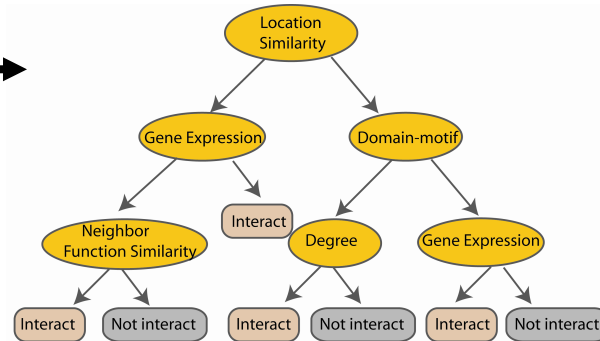 Location
Similarity
Gene Expression
Domain-motif
Interact
Neighbor
Function Similarity
Degree
Gene Expression
Interact
Not interact
Interact
Not interact
Interact
Not interact